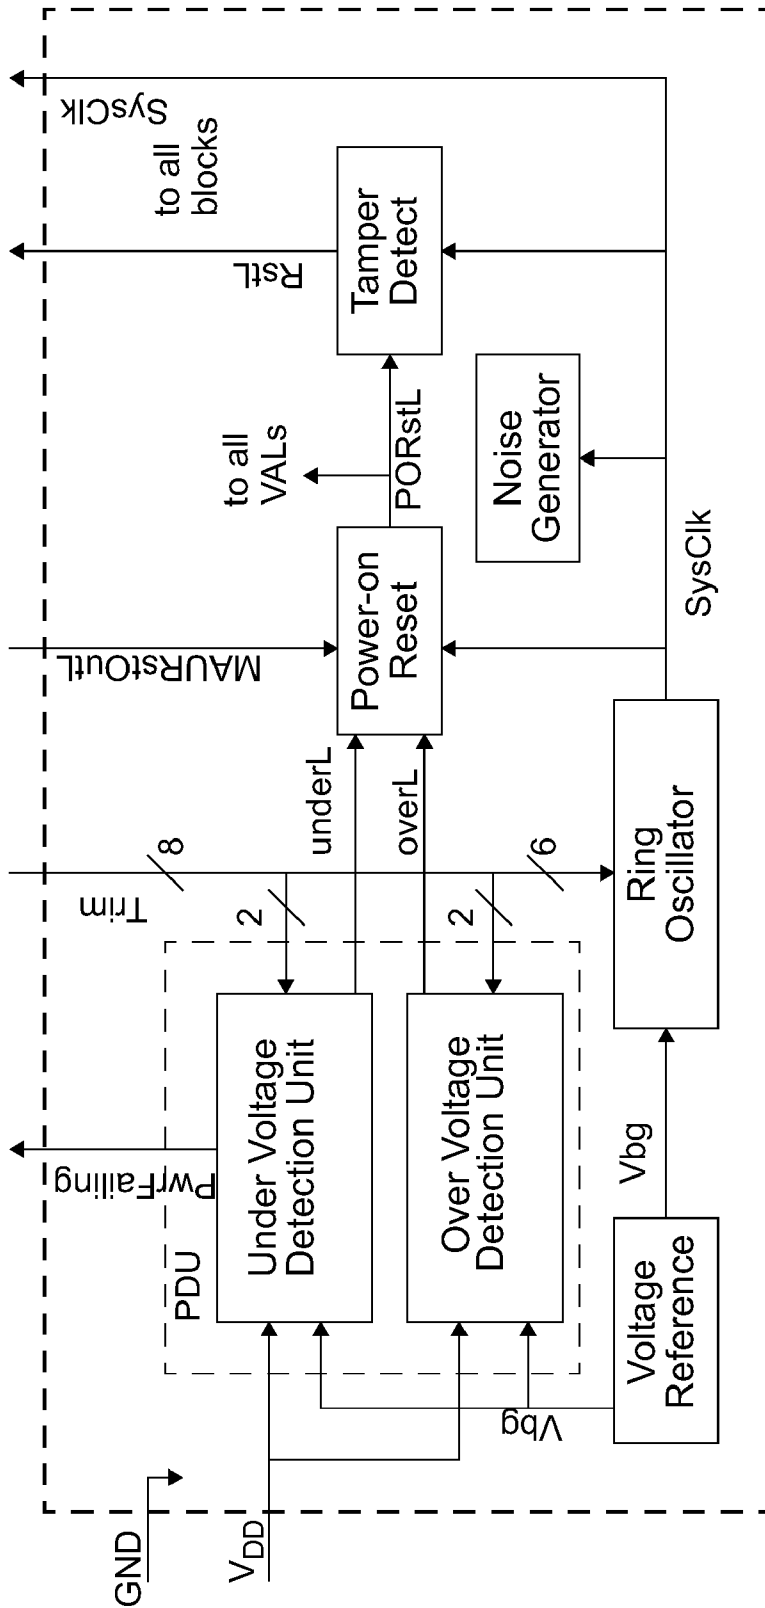 GND
V_DD
PDU
PwrFailing
Under Voltage
Detection Unit
Over Voltage
Detection Unit
Vbg
Voltage
Reference
Vbg
Trim
8
2
2
6
underL
overL
Ring
Oscillator
MAURstOutL
Power-on
Reset
to all
VALs
PORstL
Noise
Generator
SysClk
Tamper
Detect
RstL
to all
blocks
SysClk